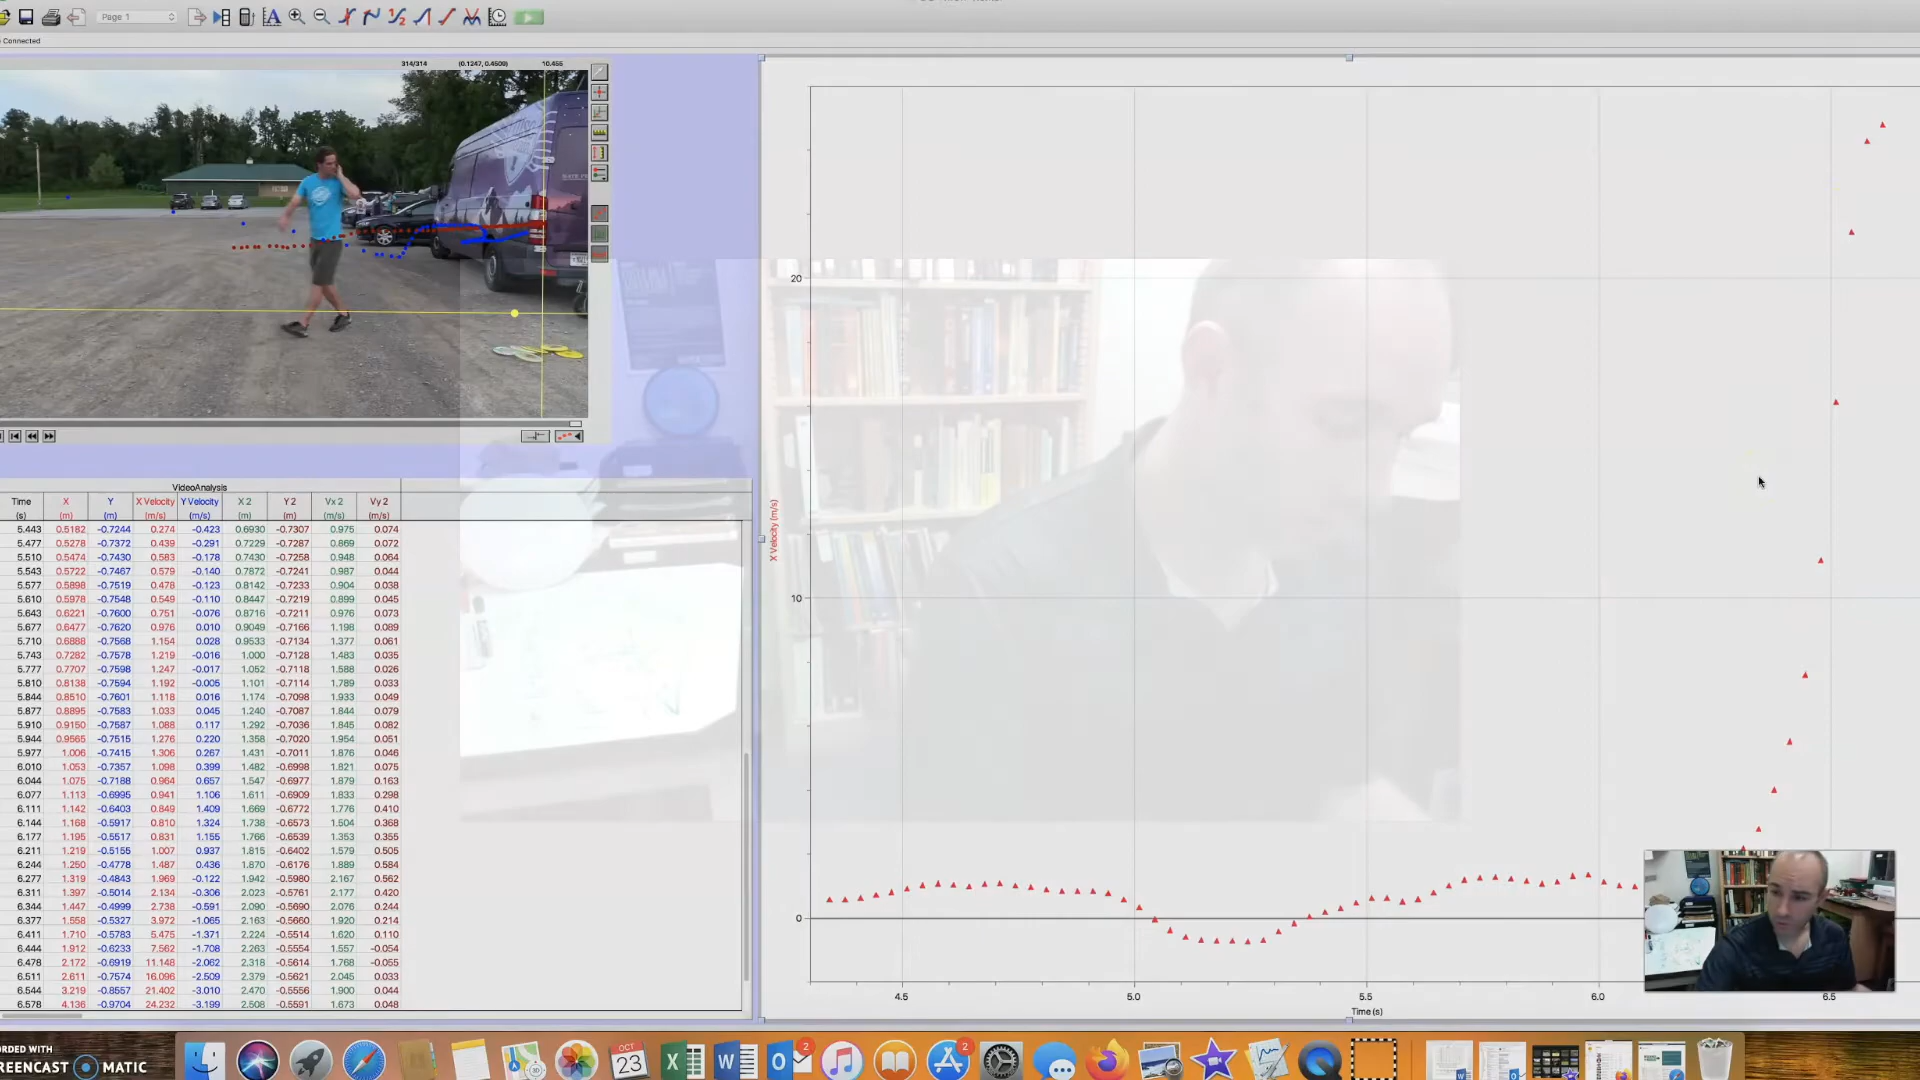 Page 1
Connected
314/314 (0.1247, 0.4509) 10.455
VideoAnalysis
Time X Y X Velocity Y Velocity X 2 Y 2 Vx 2 Vy 2
(s) (m) (m) (m/s) (m/s) (m) (m) (m/s) (m/s)
5.443 0.5182 -0.7244 0.274 -0.423 0.6930 -0.7307 0.975 0.074
5.477 0.5278 -0.7372 0.439 -0.291 0.7229 -0.7287 0.869 0.072
5.510 0.5474 -0.7430 0.583 -0.178 0.7430 -0.7258 0.948 0.064
5.543 0.5722 -0.7467 0.579 -0.140 0.7872 -0.7241 0.987 0.044
5.577 0.5898 -0.7519 0.478 -0.123 0.8142 -0.7233 0.904 0.038
5.610 0.5978 -0.7548 0.549 -0.110 0.8447 -0.7219 0.899 0.045
5.643 0.6221 -0.7600 0.751 -0.076 0.8716 -0.7211 0.976 0.073
5.677 0.6477 -0.7620 0.976 0.010 0.9049 -0.7166 1.198 0.089
5.710 0.6888 -0.7568 1.154 0.028 0.9533 -0.7134 1.377 0.061
5.743 0.7282 -0.7578 1.219 -0.016 1.000 -0.7128 1.483 0.035
5.777 0.7707 -0.7598 1.247 -0.017 1.052 -0.7118 1.588 0.026
5.810 0.8138 -0.7594 1.192 -0.005 1.101 -0.7114 1.789 0.033
5.844 0.8510 -0.7601 1.118 0.016 1.174 -0.7098 1.933 0.049
5.877 0.8895 -0.7583 1.033 0.045 1.240 -0.7087 1.844 0.079
5.910 0.9150 -0.7587 1.088 0.117 1.292 -0.7036 1.845 0.082
5.944 0.9565 -0.7515 1.276 0.220 1.358 -0.7020 1.954 0.051
5.977 1.006 -0.7415 1.306 0.267 1.431 -0.7011 1.876 0.046
6.010 1.053 -0.7357 1.098 0.399 1.482 -0.6998 1.821 0.075
6.044 1.075 -0.7188 0.964 0.657 1.547 -0.6977 1.879 0.163
6.077 1.113 -0.6995 0.941 1.106 1.611 -0.6909 1.833 0.298
6.111 1.142 -0.6403 0.849 1.409 1.669 -0.6772 1.776 0.410
6.144 1.168 -0.5917 0.810 1.324 1.738 -0.6573 1.504 0.368
6.177 1.195 -0.5517 0.831 1.155 1.766 -0.6539 1.353 0.355
6.211 1.219 -0.5155 1.007 0.937 1.815 -0.6402 1.579 0.505
6.244 1.250 -0.4778 1.487 0.436 1.870 -0.6176 1.889 0.584
6.277 1.319 -0.4843 1.969 -0.122 1.942 -0.5980 2.167 0.562
6.311 1.397 -0.5014 2.134 -0.306 2.023 -0.5761 2.177 0.420
6.344 1.447 -0.4999 2.738 -0.591 2.090 -0.5690 2.076 0.244
6.377 1.558 -0.5327 3.972 -1.065 2.163 -0.5660 1.920 0.214
6.411 1.710 -0.5783 5.475 -1.371 2.224 -0.5514 1.620 0.110
6.444 1.912 -0.6233 7.562 -1.708 2.263 -0.5554 1.557 -0.054
6.478 2.172 -0.6919 11.148 -2.062 2.318 -0.5614 1.768 -0.055
6.511 2.611 -0.7574 16.096 -2.509 2.379 -0.5621 2.045 0.033
6.544 3.219 -0.8557 21.402 -3.010 2.470 -0.5556 1.900 0.044
6.578 4.136 -0.9704 24.232 -3.199 2.508 -0.5591 1.673 0.048
20
10
0
X Velocity (m/s)
4.5 5.0 5.5 6.0 6.5
Time (s)
RECORDED WITH
SCREENCAST MATIC
OCT
23
2
2